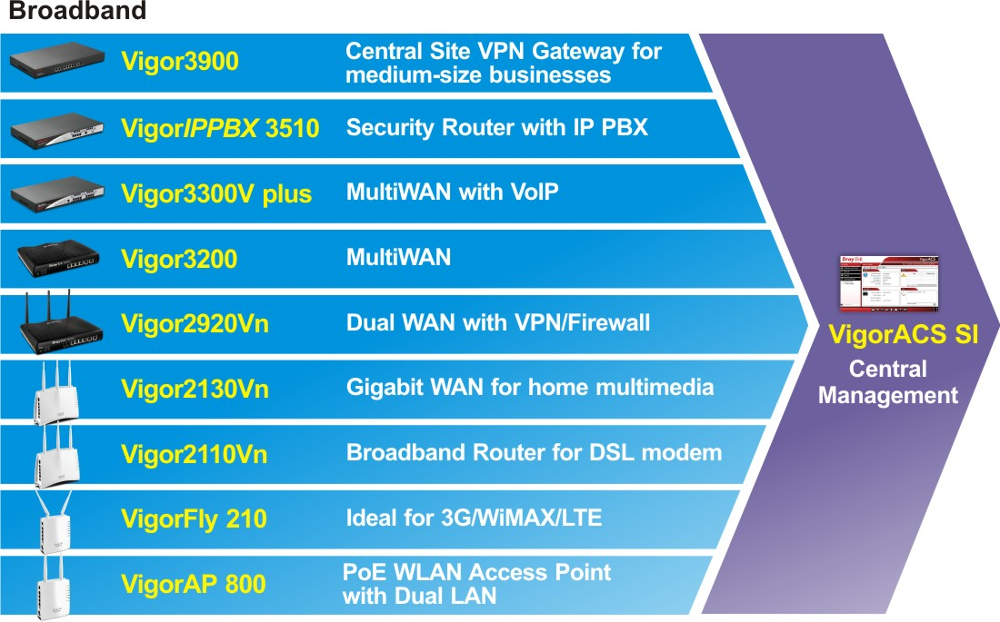 Broadband
Vigor3900
Central Site VPN Gateway for
medium-size businesses
VigorIPPBX 3510
Security Router with IP PBX
Vigor3300V plus
MultiWAN with VoIP
Vigor3200
MultiWAN
Vigor2920Vn
Dual WAN with VPN/Firewall
Vigor2130Vn
Gigabit WAN for home multimedia
Vigor2110Vn
Broadband Router for DSL modem
VigorFly 210
Ideal for 3G/WiMAX/LTE
VigorAP 800
PoE WLAN Access Point
with Dual LAN
DrayTek
VigorACS
VigorACS SI
Central
Management